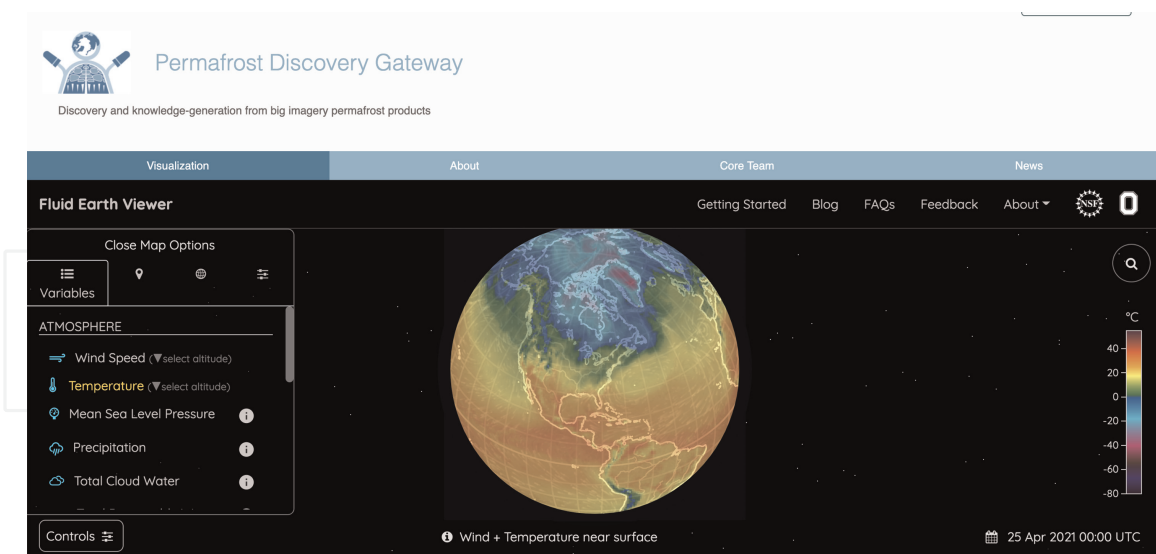 Permafrost Discovery Gateway
Discovery and knowledge-generation from big imagery permafrost products
Visualization About Core Team News
Fluid Earth Viewer Getting Started Blog FAQs Feedback About NSF
Close Map Options
Variables
°C
ATMOSPHERE
40
Wind Speed (▼select altitude)
20
Temperature (▼select altitude)
0
Mean Sea Level Pressure
-20
-40
Precipitation
-60
Total Cloud Water
-80
Controls Wind + Temperature near surface 25 Apr 2021 00:00 UTC